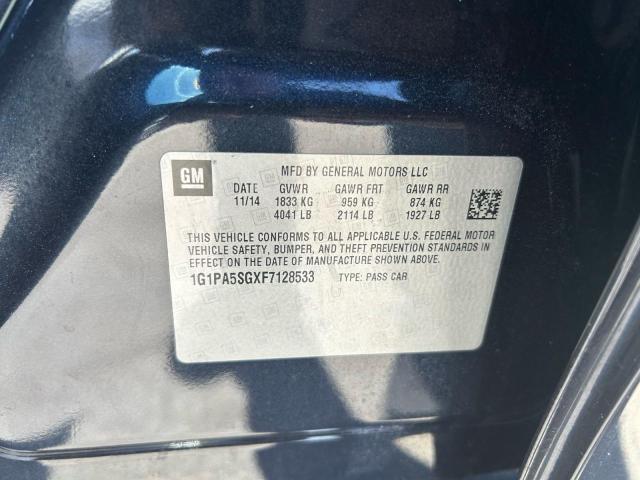 GM
MFD BY GENERAL MOTORS LLC
DATE GVWR GAWR FRT GAWR RR
11/14 1833 KG 959 KG 874 KG
4041 LB 2114 LB 1927 LB
THIS VEHICLE CONFORMS TO ALL APPLICABLE U.S. FEDERAL MOTOR
VEHICLE SAFETY, BUMPER, AND THEFT PREVENTION STANDARDS IN
EFFECT ON THE DATE OF MANUFACTURE SHOWN ABOVE.
1G1PA5SGXF7128533 TYPE: PASS CAR